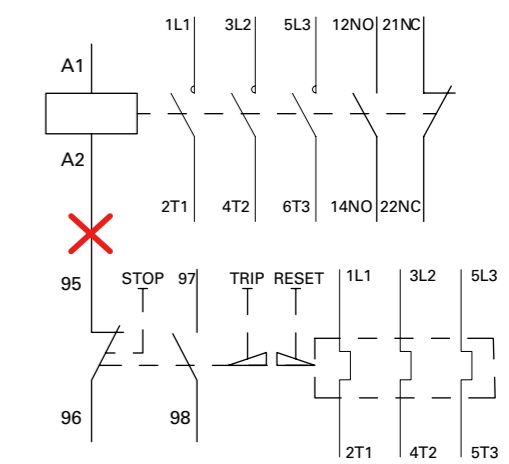 1L1 3L2 5L3 12NO 21NC
A1
A2
2T1 4T2 6T3 14NO 22NC
95 STOP 97 TRIP RESET 1L1 3L2 5L3
96 98
2T1 4T2 5T3